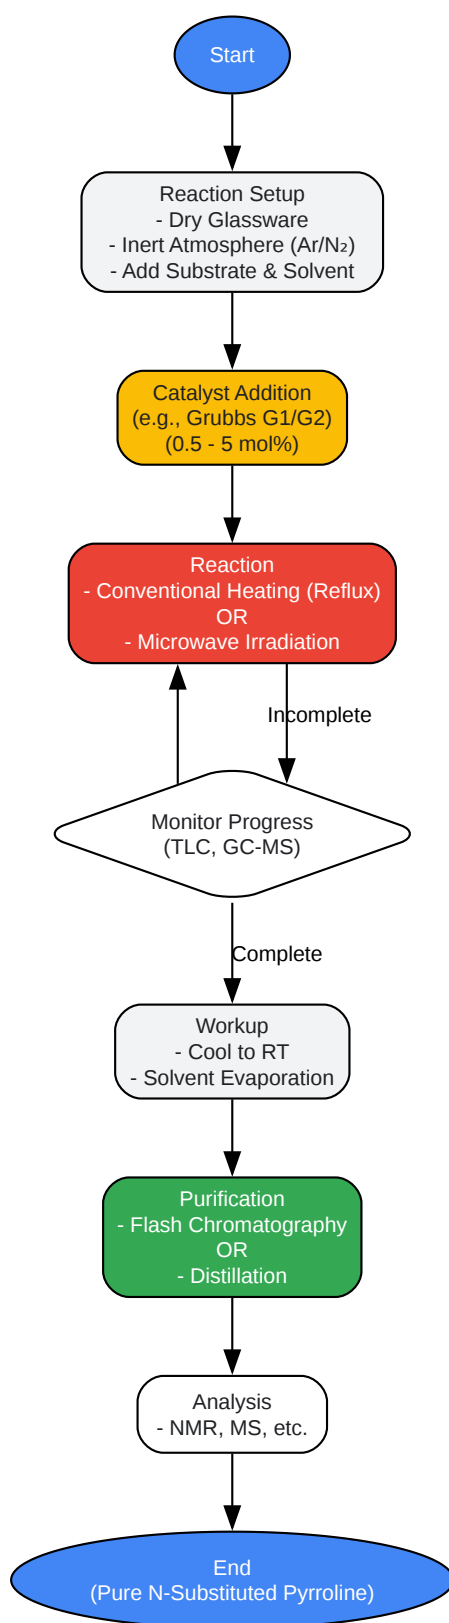 Start
Reaction Setup
- Dry Glassware
- Inert Atmosphere (Ar/N₂)
- Add Substrate & Solvent
Catalyst Addition
(e.g., Grubbs G1/G2)
(0.5 - 5 mol%)
Reaction
- Conventional Heating (Reflux)
OR
- Microwave Irradiation
Incomplete
Monitor Progress
(TLC, GC-MS)
Complete
Workup
- Cool to RT
- Solvent Evaporation
Purification
- Flash Chromatography
OR
- Distillation
Analysis
- NMR, MS, etc.
End
(Pure N-Substituted Pyrroline)